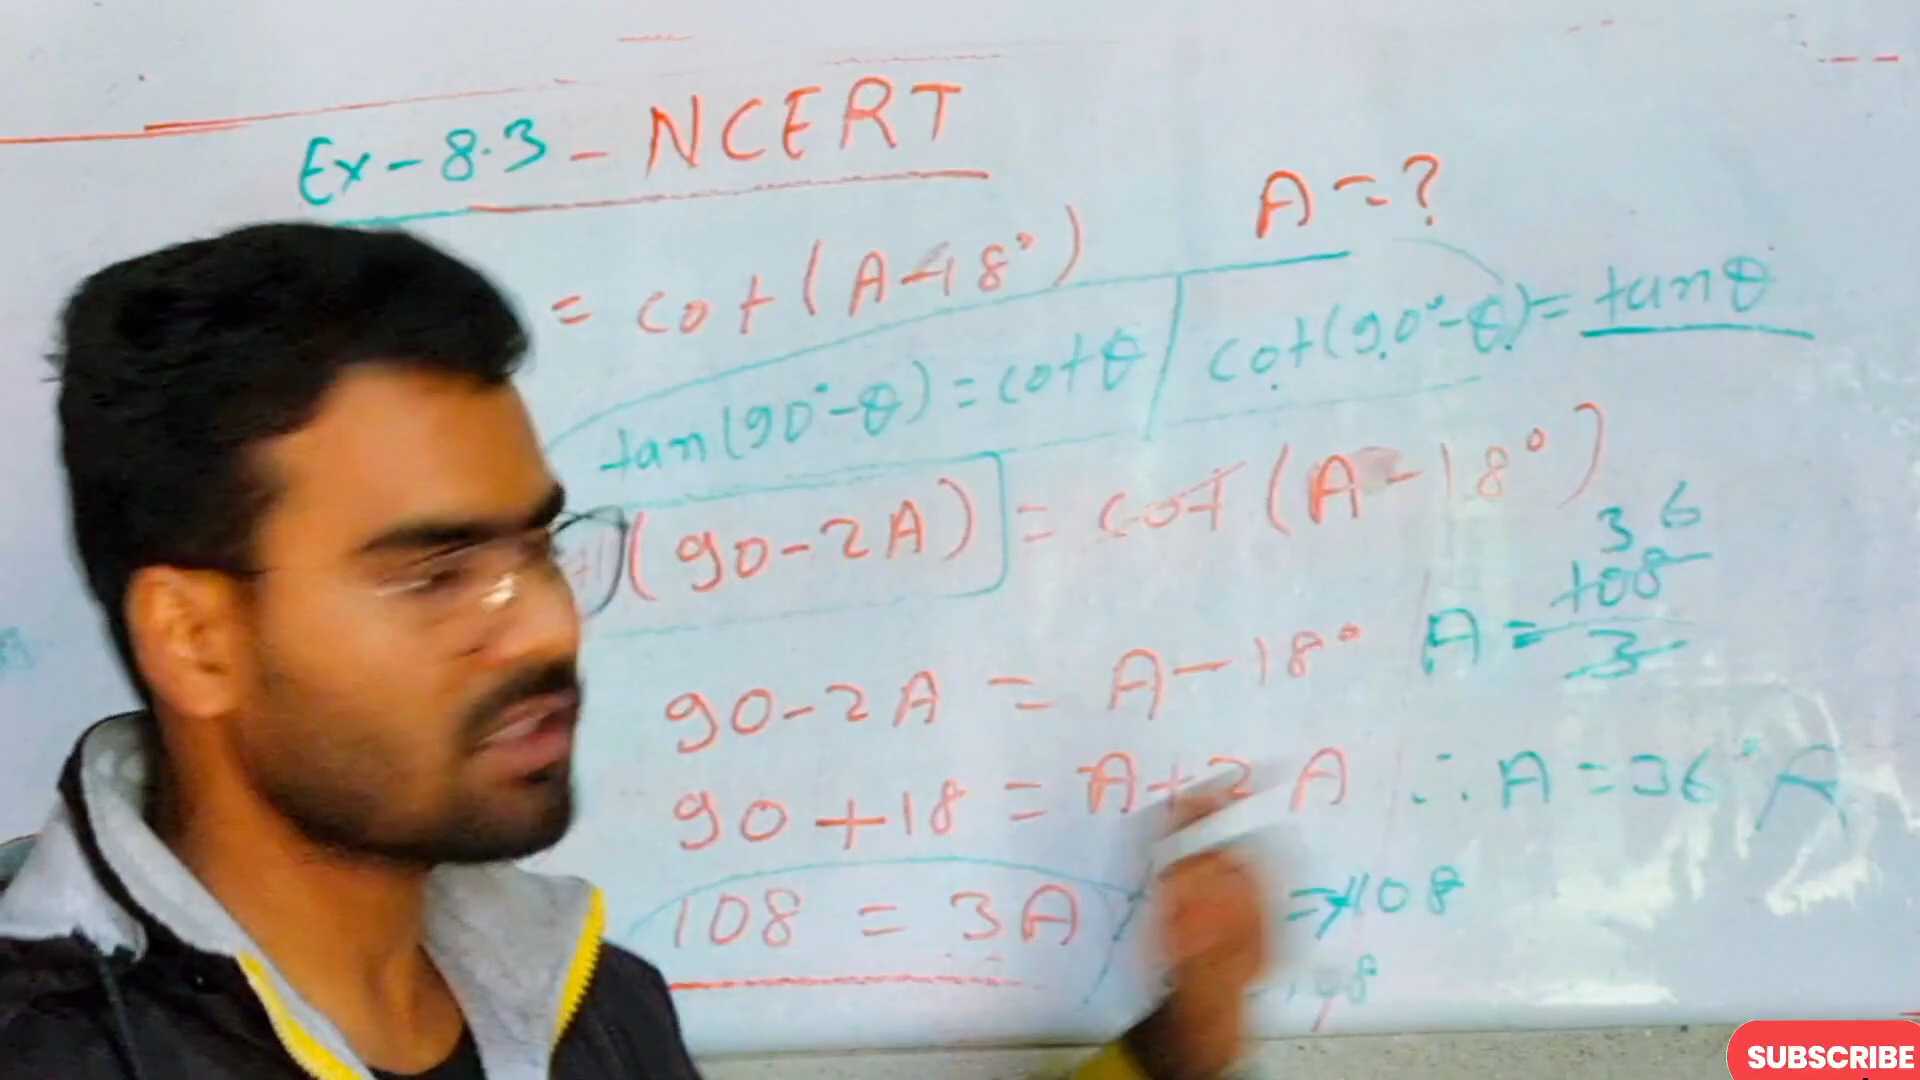 Ex-8.3 - NCERT
A = ?
= cot(A-18°)
tan(90°-θ) = cotθ | cot(90°-θ) = tanθ
(90-2A) = cot(A-18°)
36
A = 108/3
90-2A = A-18°
90+18 = A+2A ∴ A = 36°
108 = 3A
=108
108
SUBSCRIBE